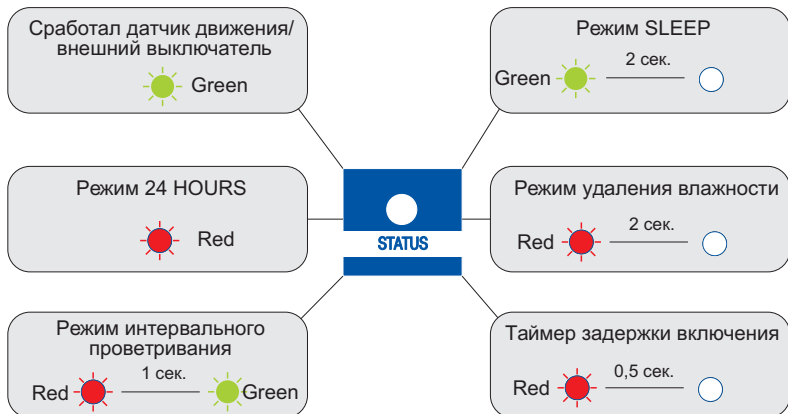 Сработал датчик движения/
внешний выключатель
Green
Режим SLEEP
2 сек.
Green
Режим 24 HOURS
Red
STATUS
Режим удаления влажности
2 сек.
Red
Режим интервального
проветривания
1 сек.
Red Green
Таймер задержки включения
0,5 сек.
Red